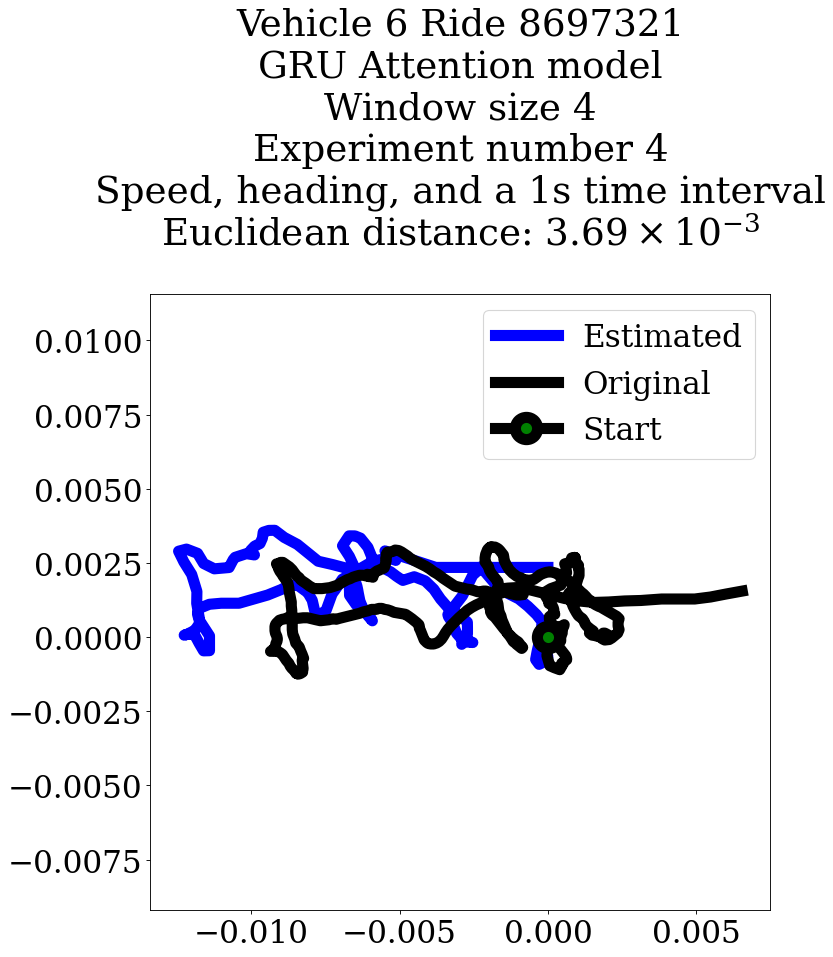 Vehicle 6 Ride 8697321
GRU Attention model
Window size 4
Experiment number 4
Speed, heading, and a 1s time interval
Euclidean distance: 3.69 × 10⁻³
Estimated
Original
Start
0.0100
0.0075
0.0050
0.0025
0.0000
−0.0025
−0.0050
−0.0075
−0.010 −0.005 0.000 0.005